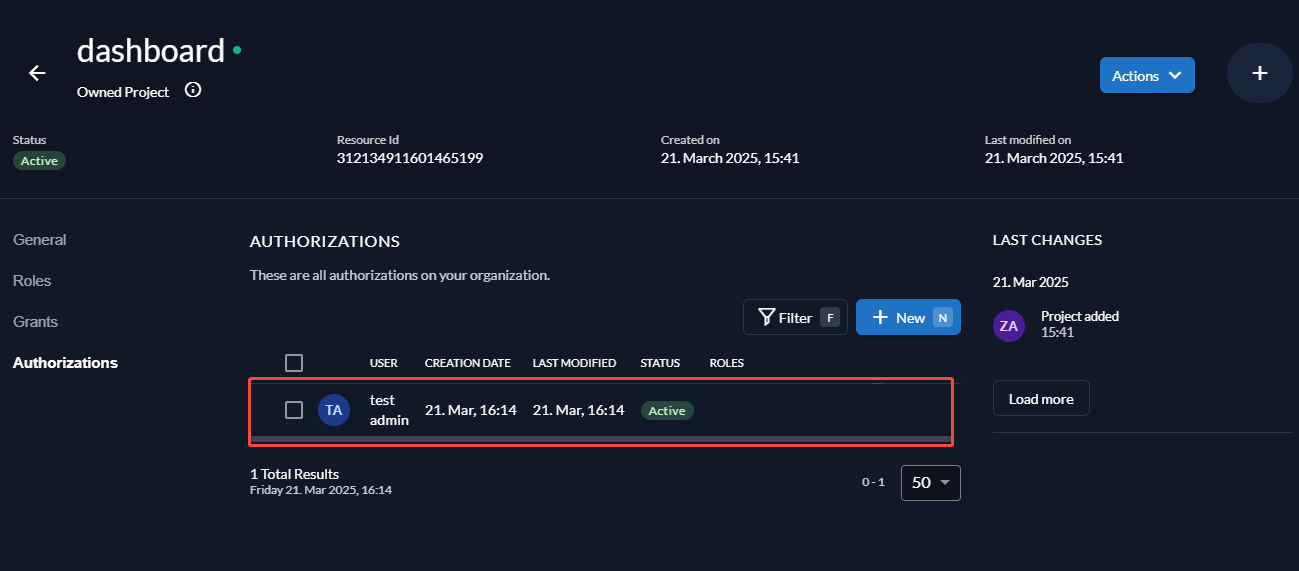 dashboard
Owned Project
Actions
Status
Active
Resource Id
312134911601465199
Created on
21. March 2025, 15:41
Last modified on
21. March 2025, 15:41
General
Roles
Grants
Authorizations
AUTHORIZATIONS
These are all authorizations on your organization.
Filter F
New N
USER CREATION DATE LAST MODIFIED STATUS ROLES
TA test admin 21. Mar, 16:14 21. Mar, 16:14 Active
1 Total Results
Friday 21. Mar 2025, 16:14
0 - 1
50
LAST CHANGES
21. Mar 2025
ZA
Project added
15:41
Load more